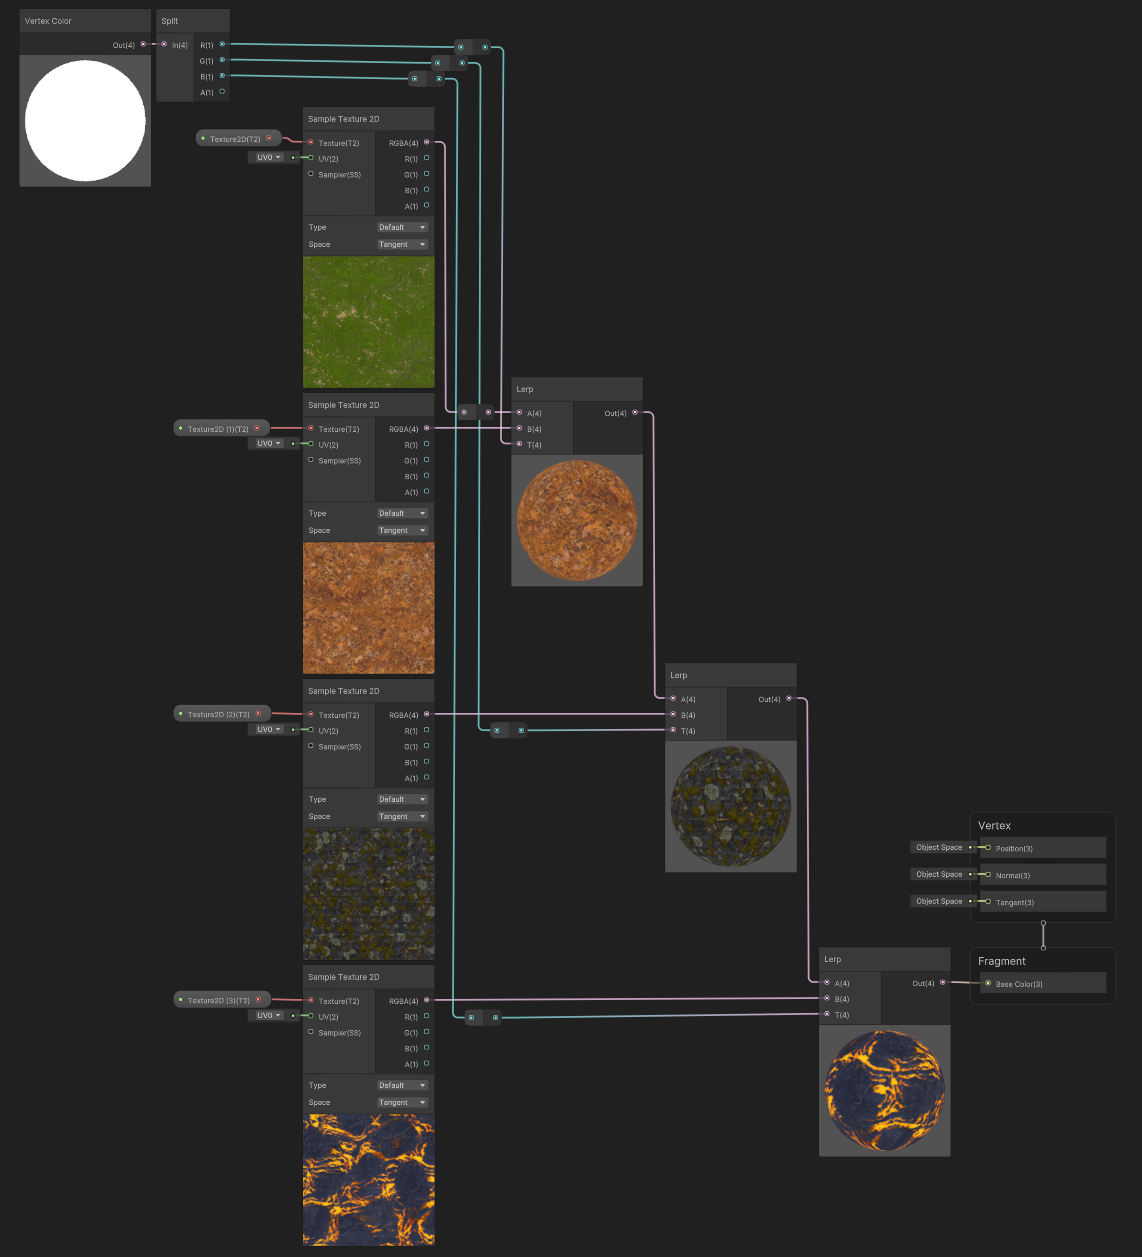 Vertex Color
Out(4)
Split
In(4)
R(1)
G(1)
B(1)
A(1)
Sample Texture 2D
Texture2D(T2)
Texture(T2)
RGBA(4)
UV0
UV(2)
R(1)
Sampler(SS)
G(1)
B(1)
A(1)
Type
Default
Space
Tangent
Sample Texture 2D
Texture2D (1)(T2)
Texture(T2)
RGBA(4)
UV0
UV(2)
R(1)
Sampler(SS)
G(1)
B(1)
A(1)
Type
Default
Space
Tangent
Lerp
A(4)
Out(4)
B(4)
T(4)
Sample Texture 2D
Texture2D (2)(T2)
Texture(T2)
RGBA(4)
UV0
UV(2)
R(1)
Sampler(SS)
G(1)
B(1)
A(1)
Type
Default
Space
Tangent
Lerp
A(4)
Out(4)
B(4)
T(4)
Sample Texture 2D
Texture2D (3)(T2)
Texture(T2)
RGBA(4)
UV0
UV(2)
R(1)
Sampler(SS)
G(1)
B(1)
A(1)
Type
Default
Space
Tangent
Lerp
A(4)
Out(4)
B(4)
T(4)
Vertex
Object Space
Position(3)
Object Space
Normal(3)
Object Space
Tangent(3)
Fragment
Base Color(3)